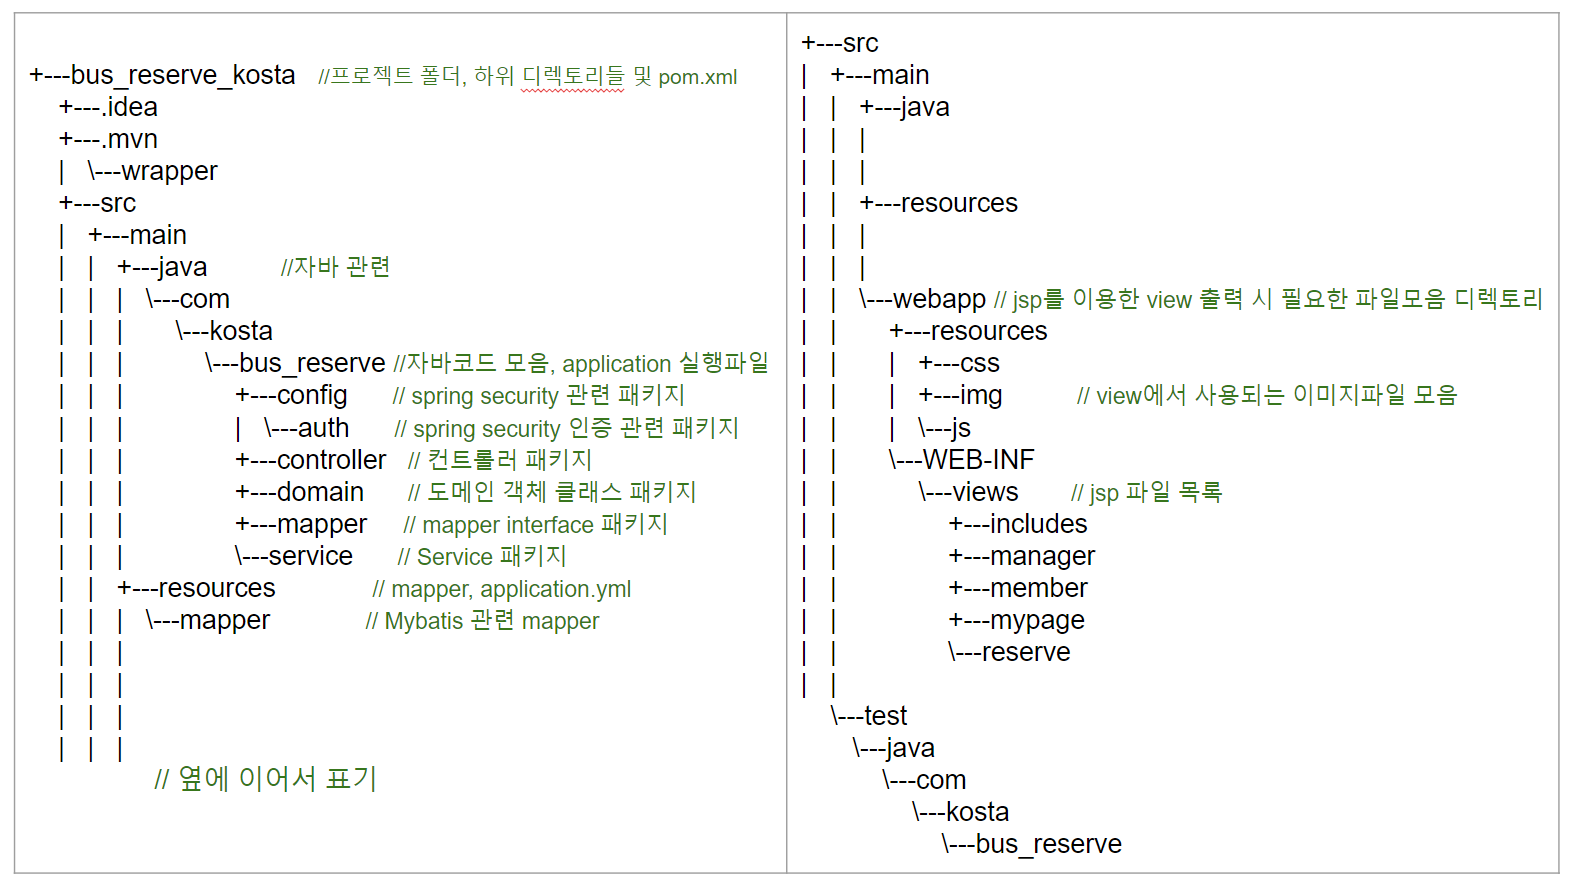 +---bus_reserve_kosta //프로젝트 폴더, 하위 디렉토리들 및 pom.xml
+---.idea
+---.mvn
| \---wrapper
+---src
| +---main
| | +---java //자바 관련
| | | \---com
| | | \---kosta
| | | \---bus_reserve //자바코드 모음, application 실행파일
| | | +---config // spring security 관련 패키지
| | | | \---auth // spring security 인증 관련 패키지
| | | +---controller // 컨트롤러 패키지
| | | +---domain // 도메인 객체 클래스 패키지
| | | +---mapper // mapper interface 패키지
| | | \---service // Service 패키지
| | +---resources // mapper, application.yml
| | | \---mapper // Mybatis 관련 mapper
| | |
| | |
| | |
| | |
// 옆에 이어서 표기
+---src
| +---main
| | +---java
| | |
| | |
| | +---resources
| | |
| | |
| | \---webapp // jsp를 이용한 view 출력 시 필요한 파일모음 디렉토리
| | +---resources
| | | +---css
| | | +---img // view에서 사용되는 이미지파일 모음
| | | \---js
| | \---WEB-INF
| | \---views // jsp 파일 목록
| | +---includes
| | +---manager
| | +---member
| | +---mypage
| | \---reserve
| |
\---test
\---java
\---com
\---kosta
\---bus_reserve